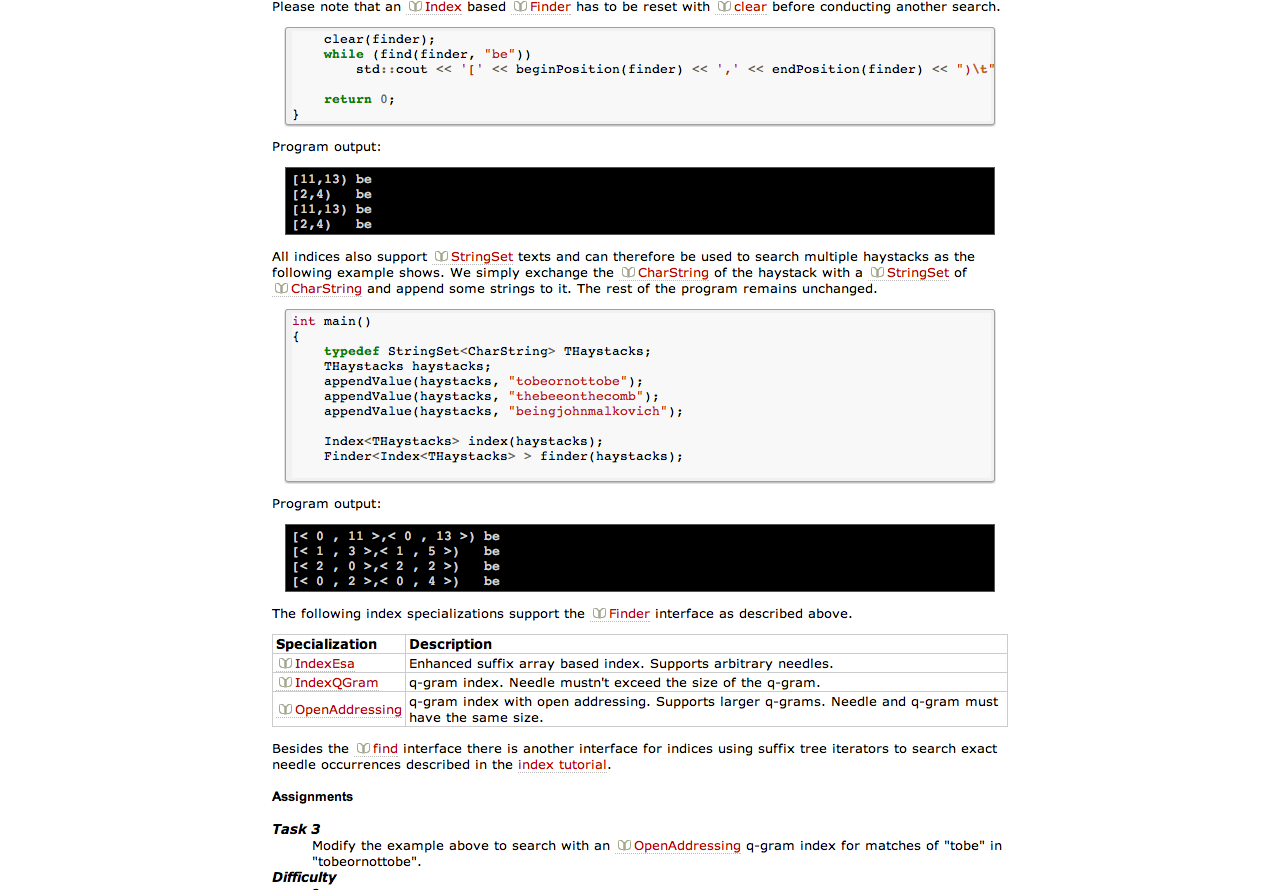 Please note that an Index based Finder has to be reset with clear before conducting another search.
clear(finder);
while (find(finder, "be"))
std::cout << '[' << beginPosition(finder) << ',' << endPosition(finder) << ")\t"
return 0;
}
Program output:
[11,13) be
[2,4) be
[11,13) be
[2,4) be
All indices also support StringSet texts and can therefore be used to search multiple haystacks as the
following example shows. We simply exchange the CharString of the haystack with a StringSet of
CharString and append some strings to it. The rest of the program remains unchanged.
int main()
{
typedef StringSet<CharString> THaystacks;
THaystacks haystacks;
appendValue(haystacks, "tobeornottobe");
appendValue(haystacks, "thebeeonthecomb");
appendValue(haystacks, "beingjohnmalkovich");
Index<THaystacks> index(haystacks);
Finder<Index<THaystacks> > finder(haystacks);
Program output:
[< 0 , 11 >,< 0 , 13 >) be
[< 1 , 3 >,< 1 , 5 >) be
[< 2 , 0 >,< 2 , 2 >) be
[< 0 , 2 >,< 0 , 4 >) be
The following index specializations support the Finder interface as described above.
Specialization Description
IndexEsa Enhanced suffix array based index. Supports arbitrary needles.
IndexQGram q-gram index. Needle mustn't exceed the size of the q-gram.
OpenAddressing q-gram index with open addressing. Supports larger q-grams. Needle and q-gram must
have the same size.
Besides the find interface there is another interface for indices using suffix tree iterators to search exact
needle occurrences described in the index tutorial.
Assignments
Task 3
Modify the example above to search with an OpenAddressing q-gram index for matches of "tobe" in
"tobeornottobe".
Difficulty